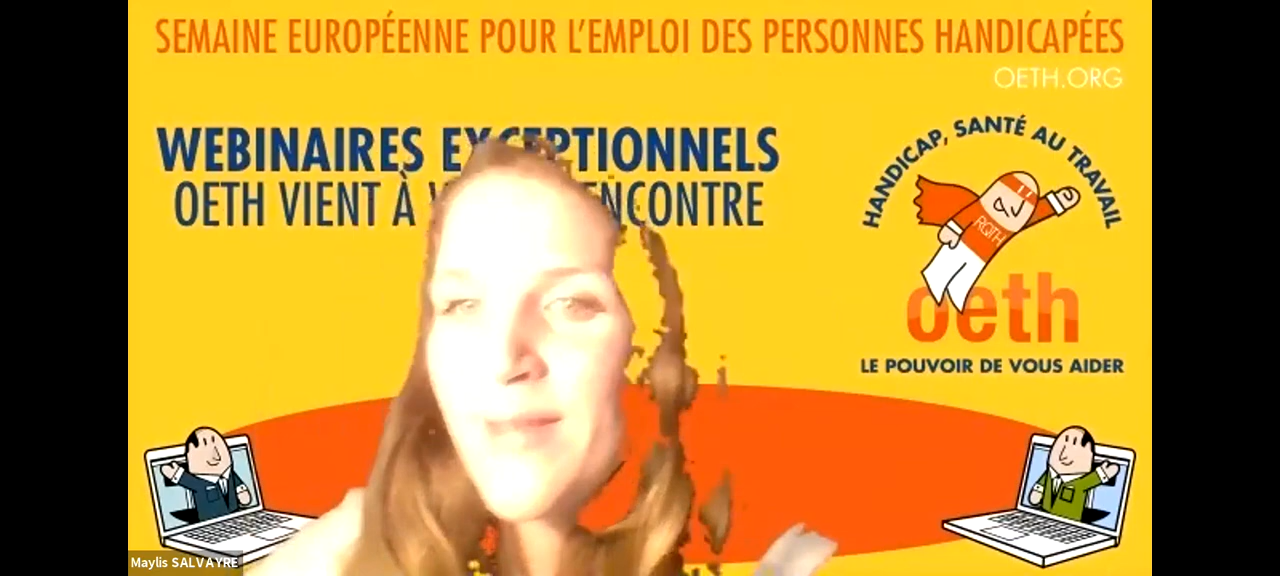 SEMAINE EUROPÉENNE POUR L'EMPLOI DES PERSONNES HANDICAPÉES
OETH.ORG
WEBINAIRES EXCEPTIONNELS
OETH VIENT À
HANDICAP, SANTÉ AU TRAVAIL
RQTH
oeth
LE POUVOIR DE VOUS AIDER
Maylis SALVAYRE